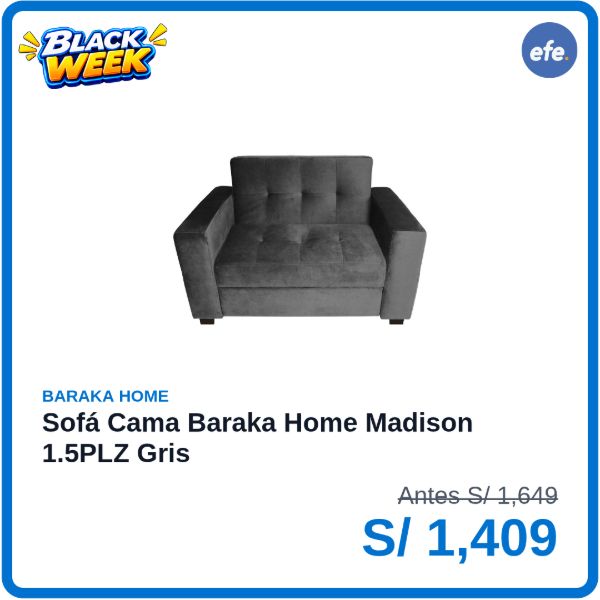 BLACK
WEEK
efe.
BARAKA HOME
Sofá Cama Baraka Home Madison
1.5PLZ Gris
Antes S/ 1,649
S/ 1,409